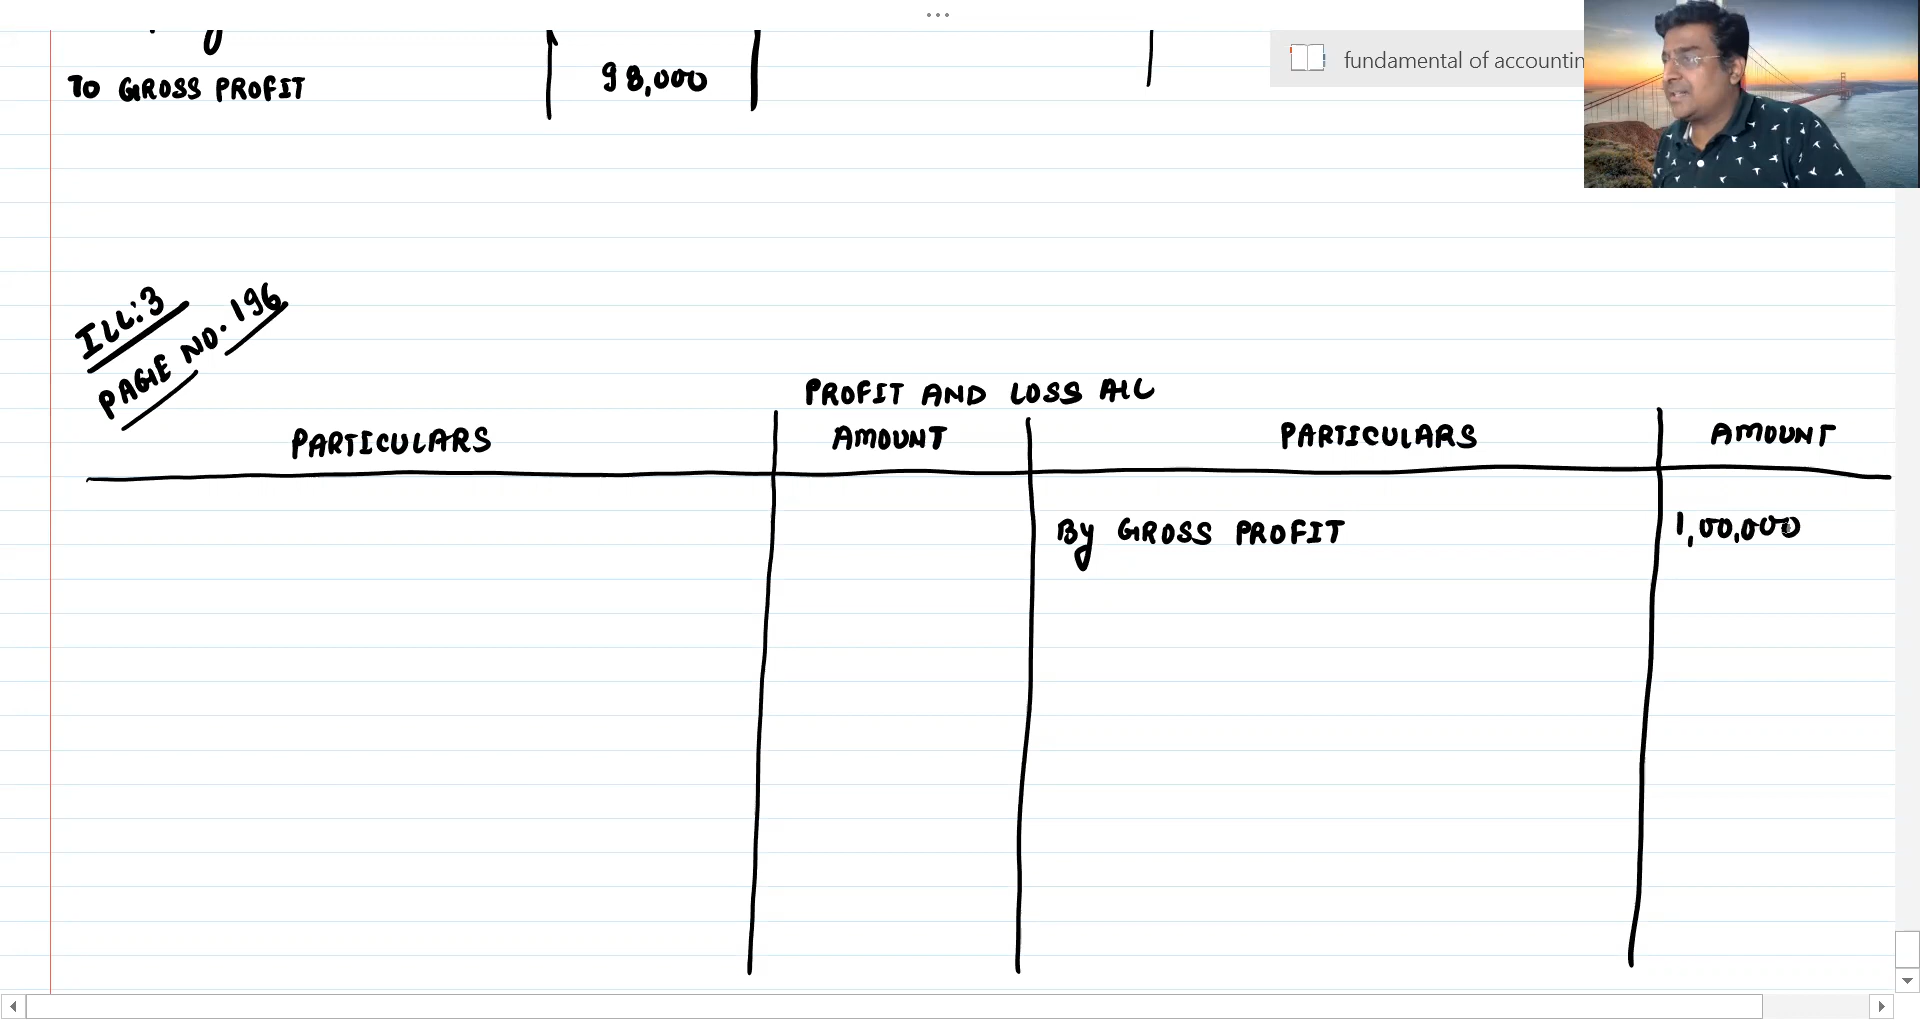 ...
TO GROSS PROFIT 98,000
fundamental of accountin
ILL:3
PAGE NO. 196
PROFIT AND LOSS A/C
PARTICULARS AMOUNT PARTICULARS AMOUNT
By GROSS PROFIT 1,00,000